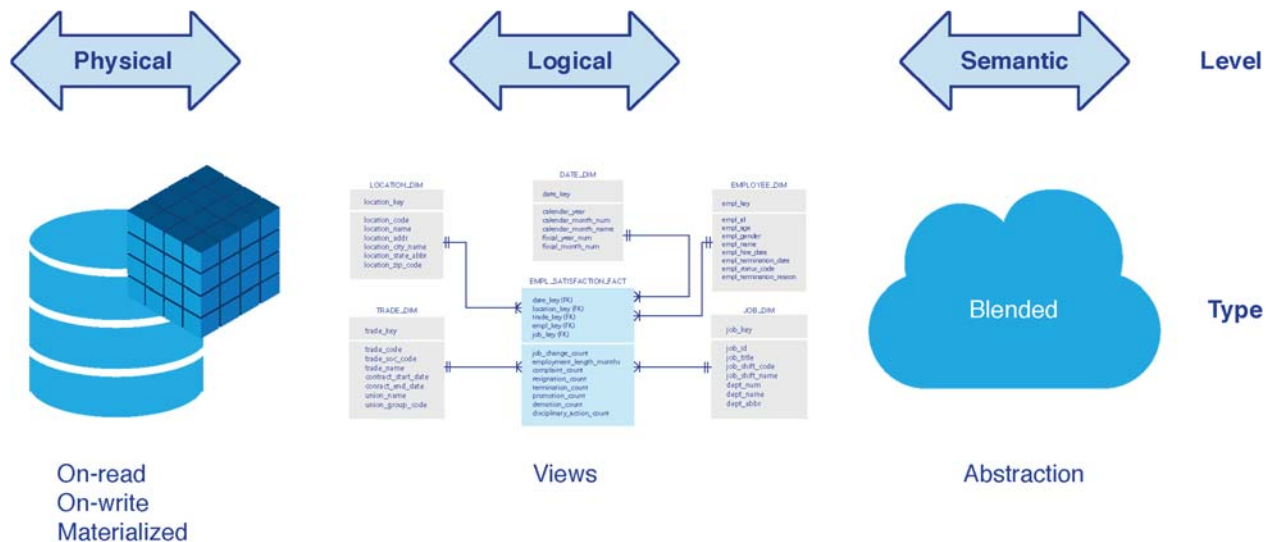 Physical
Logical
Semantic
Level
LOCATION_DIM
location_key
location_code
location_name
location_addr
location_city_name
location_state_abbr
location_zip_code
DATE_DIM
date_key
calendar_year
calendar_month_num
calendar_month_name
fiscal_year_num
fiscal_month_num
EMPLOYEE_DIM
empl_key
empl_id
empl_age
empl_gender
empl_name
empl_hire_date
empl_termination_date
empl_status_code
empl_termination_reason
TRADE_DIM
trade_key
trade_code
trade_soc_code
trade_name
contract_start_date
conract_end_date
union_name
union_group_code
EMPL_SATISFACTION_FACT
date_key (FK)
location_key (FK)
trade_key (FK)
empl_key (FK)
job_key (FK)
job_change_count
employment_length_months
complaint_count
resignation_count
termination_count
promotion_count
demotion_count
disciplinary_action_count
JOB_DIM
job_key
job_id
job_title
job_shift_code
job_shift_name
dept_num
dept_name
dept_abbr
Blended
Type
On-read
On-write
Materialized
Views
Abstraction